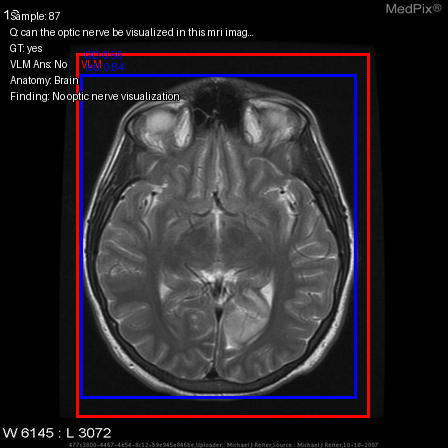 MedPix®
Sample: 87
Q: can the optic nerve be visualized in this mri imag...
GT: yes
VLM Ans: No
VLM
Anatomy: Brain
Finding: No optic nerve visualization
W 6145 : L 3072